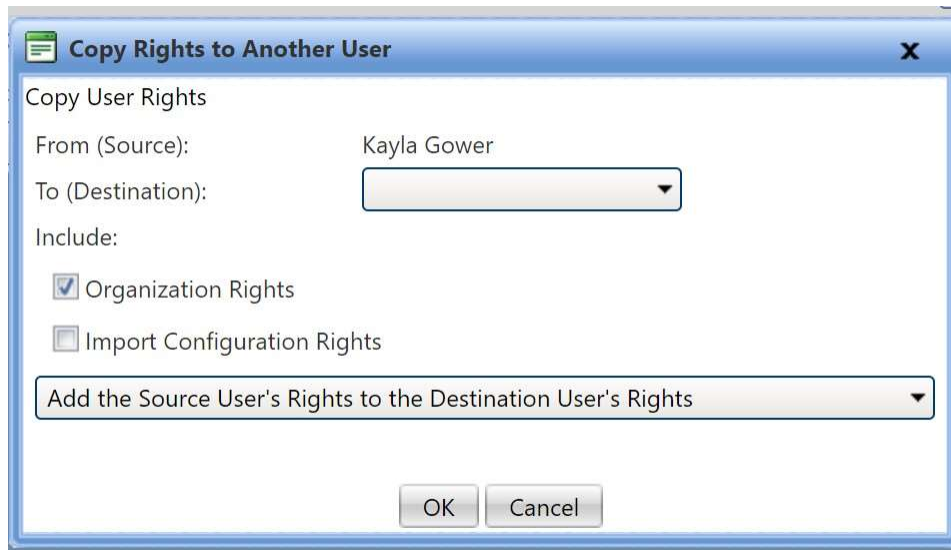 Copy Rights to Another User x
Copy User Rights
From (Source): Kayla Gower
To (Destination):
Include:
Organization Rights
Import Configuration Rights
Add the Source User's Rights to the Destination User's Rights
OK Cancel